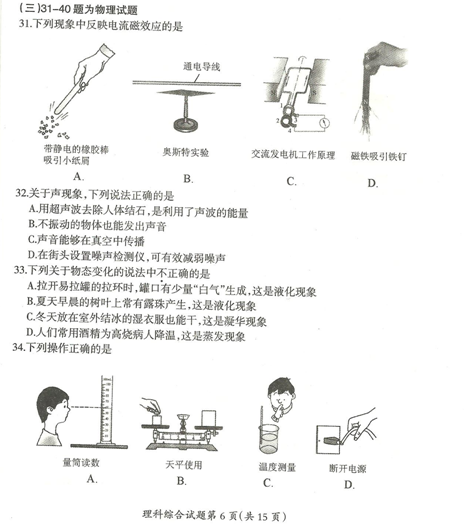 (三)31-40题为物理试题
31.下列现象中反映电流磁效应的是
通电导线
带静电的橡胶棒
吸引小纸屑
奥斯特实验
交流发电机工作原理
磁铁吸引铁钉
A. B. C. D.
32.关于声现象,下列说法正确的是
A.用超声波去除人体结石,是利用了声波的能量
B.不振动的物体也能发出声音
C.声音能够在真空中传播
D.在街头设置噪声检测仪,可有效减弱噪声
33.下列关于物态变化的说法中不正确的是
A.拉开易拉罐的拉环时,罐口有少量“白气”生成,这是液化现象
B.夏天早晨的树叶上常有露珠产生,这是液化现象
C.冬天放在室外结冰的湿衣服也能干,这是凝华现象
D.人们常用酒精为高烧病人降温,这是蒸发现象
34.下列操作正确的是
量筒读数 天平使用 温度测量 断开电源
A. B. C. D.
理科综合试题第6页(共15页)